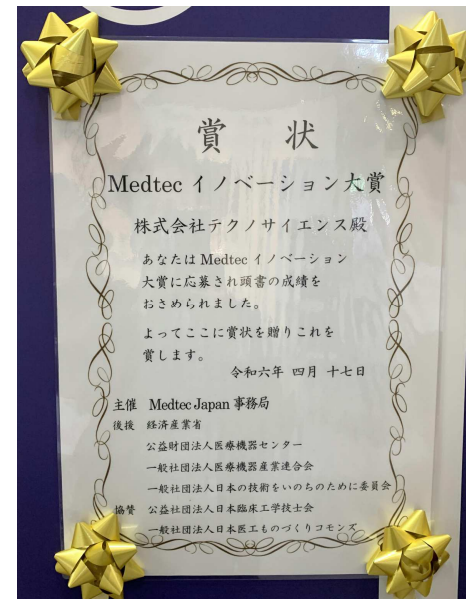 賞 状
Medtec イノベーション大賞
株式会社テクノサイエンス殿
あなたは Medtec イノベーション
大賞に応募され頭書の成績を
おさめられました。
よってここに賞状を贈りこれを
賞します。
令和六年 四月 十七日
主催 Medtec Japan 事務局
後援 経済産業省
公益財団法人医療機器センター
一般社団法人日本医療機器産業連合会
一般社団法人日本の技術をいのちのために委員会
協賛 公益社団法人日本臨床工学技士会
一般社団法人日本医工ものづくりコモンズ